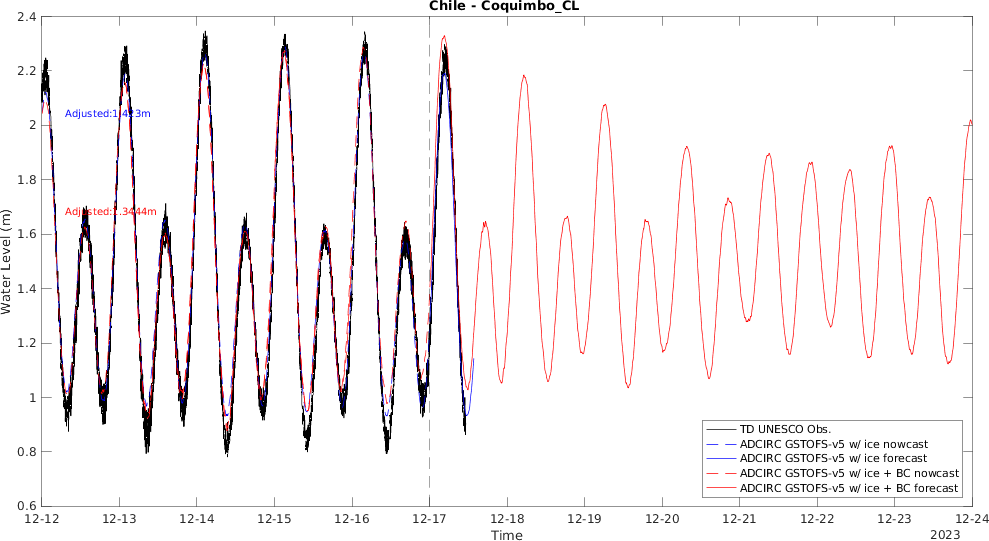 Chile - Coquimbo_CL
2.4
2.2
2
1.8
1.6
1.4
1.2
1
0.8
0.6
Water Level (m)
Adjusted:1.3444m
12-12
12-13
12-14
12-15
12-16
12-17
12-18
12-19
12-20
12-21
12-22
12-23
12-24
Time
2023
TD UNESCO Obs.
ADCIRC GSTOFS-v5 w/ ice nowcast
ADCIRC GSTOFS-v5 w/ ice forecast
ADCIRC GSTOFS-v5 w/ ice + BC nowcast
ADCIRC GSTOFS-v5 w/ ice + BC forecast